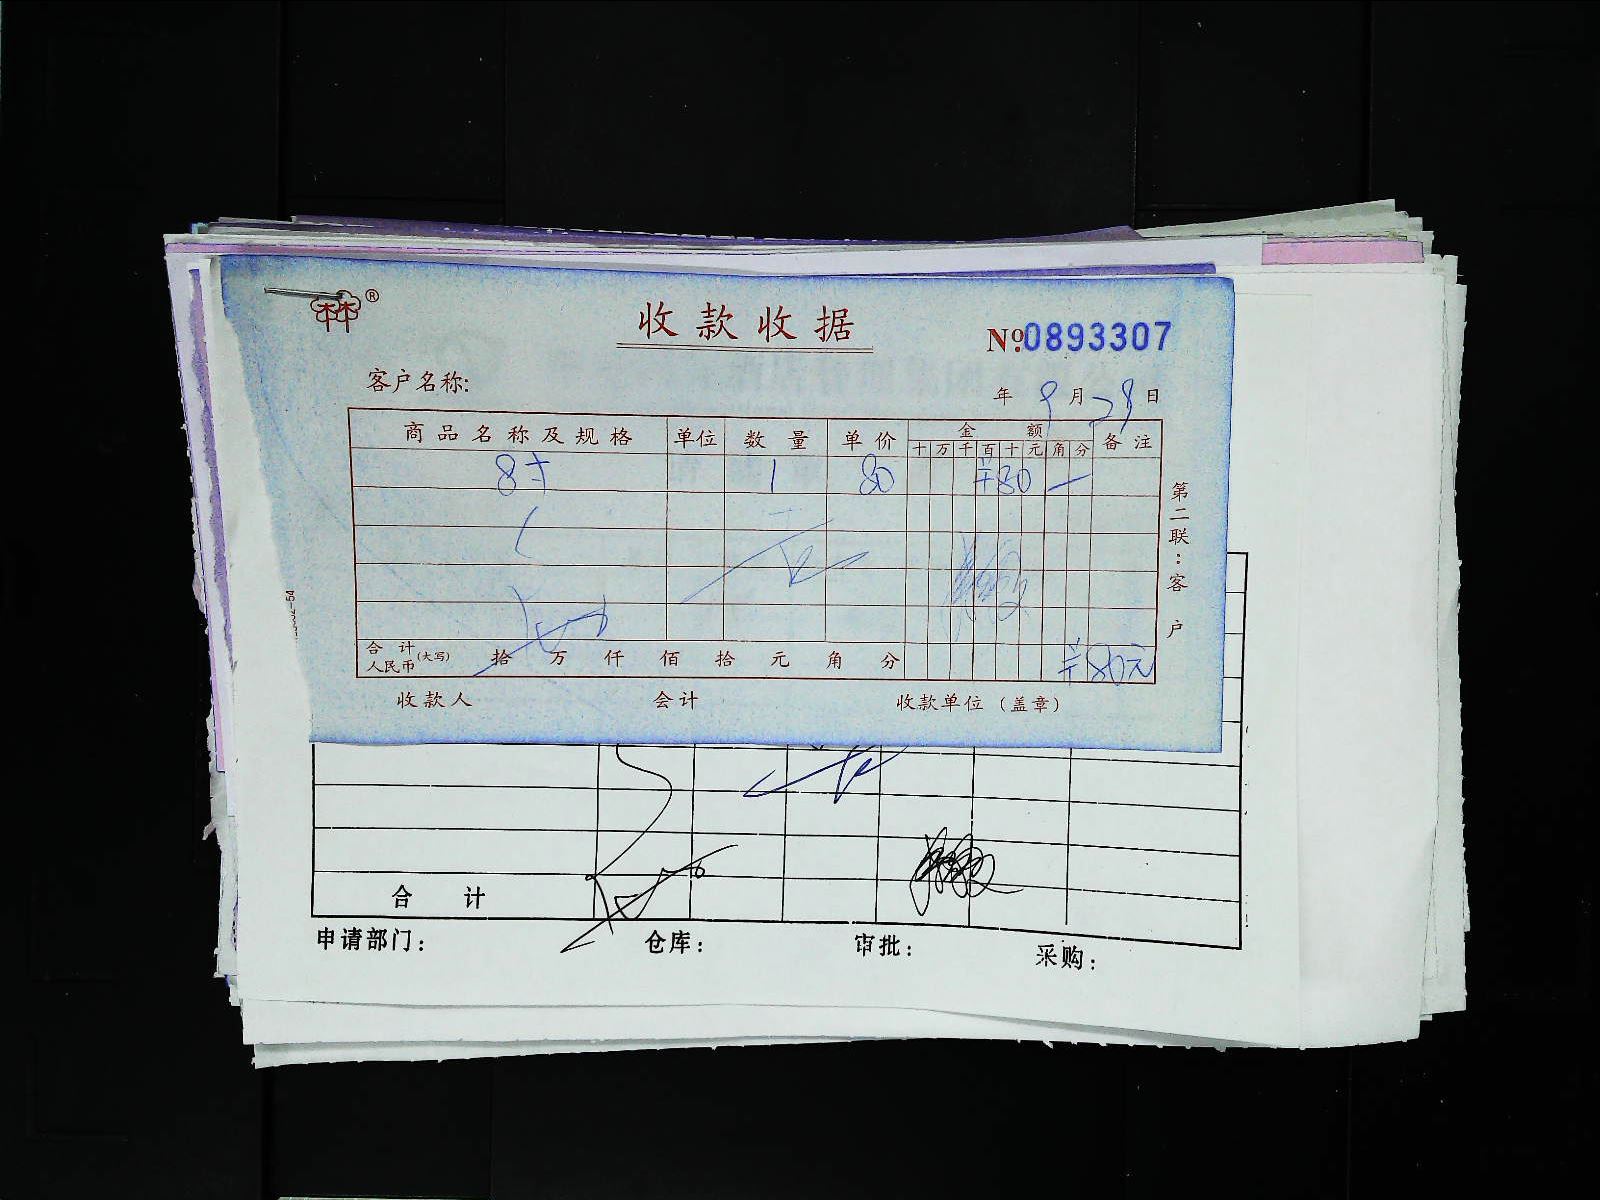 林®
收款收据
№0893307
客户名称:
年 9月29日
商品名称及规格 单位 数量 单价 金额 备注
十万千百十元角分
8寸 1 80 ¥80—
合计人民币(大写) 拾 万 仟 佰 拾 元 角 分 ¥80元
收款人 会计 收款单位(盖章)
第二联:客户
合 计
申请部门: 仓库: 审批: 采购: